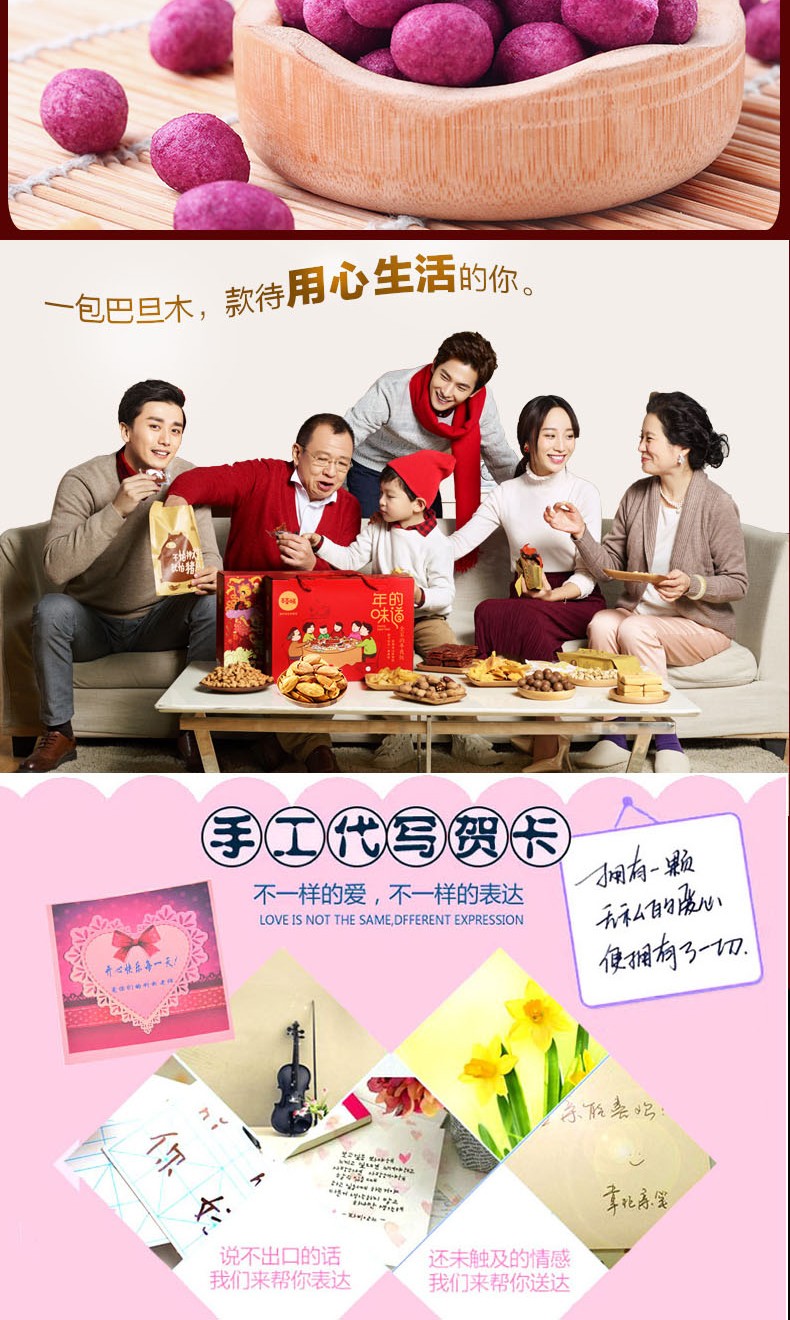 一包巴旦木，款待用心生活的你。
百草味
年的味道
手工代写贺卡
不一样的爱，不一样的表达
LOVE IS NOT THE SAME,DFFERENT EXPRESSION
拥有一颗
无私的爱心
便拥有了一切.
开心快乐每一天!
说不出口的话
我们来帮你表达
还未触及的情感
我们来帮你送达